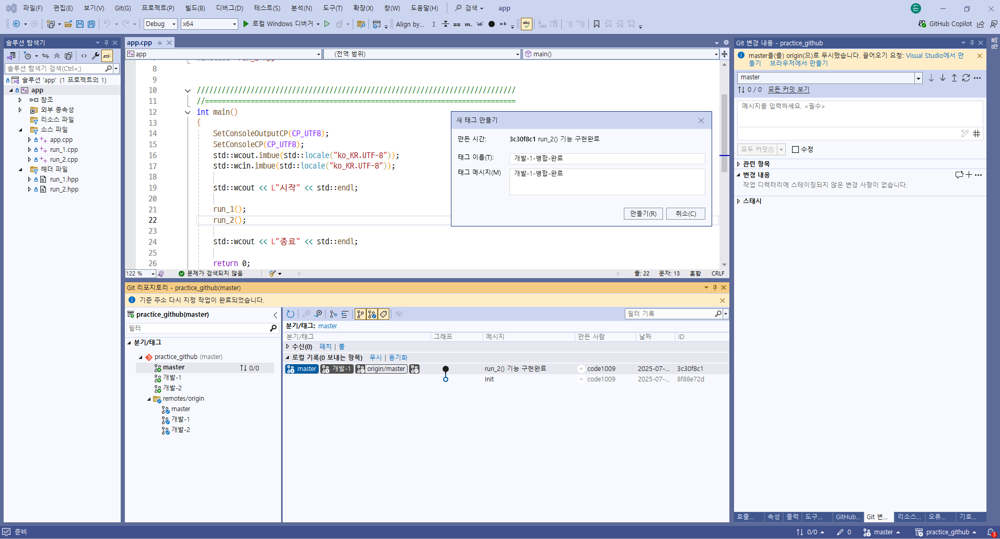 파일(F) 편집(E) 보기(V) Git(G) 프로젝트(P) 빌드(B) 디버그(D) 테스트(S) 분석(N) 도구(T) 확장(X) 창(W) 도움말(H) 검색 app
Debug x64 로컬 Windows 디버거 Align by... GitHub Copilot
솔루션 탐색기
솔루션 탐색기 검색(Ctrl+;)
솔루션 'app' (1 프로젝트의 1)
app
참조
외부 종속성
리소스 파일
소스 파일
app.cpp
run_1.cpp
run_2.cpp
헤더 파일
run_1.hpp
run_2.hpp
app.cpp
app (전역 범위) main()
8
9
10 //////////////////////////////////////////////////////////////////////////////
11 //============================================================================
12 int main()
13 {
14 SetConsoleOutputCP(CP_UTF8);
15 SetConsoleCP(CP_UTF8);
16 std::wcout.imbue(std::locale("ko_KR.UTF-8"));
17 std::wcin.imbue(std::locale("ko_KR.UTF-8"));
18
19 std::wcout << L"시작" << std::endl;
20
21 run_1();
22 run_2();
23
24 std::wcout << L"종료" << std::endl;
25
26 return 0;
122 % 문제가 검색되지 않음 줄: 22 문자: 13 혼합 CRLF
새 태그 만들기
만든 시간: 3c30f8c1 run_2() 기능 구현완료
태그 이름(T): 개발-1-병합-완료
태그 메시지(M) 개발-1-병합-완료
만들기(R) 취소(C)
Git 리포지토리 - practice_github(master)
기준 주소 다시 지정 작업이 완료되었습니다.
practice_github(master)
필터
분기/태그
practice_github (master)
master 0/0
개발-1
개발-2
remotes/origin
master
개발-1
개발-2
필터 기록
분기/태그: master
분기/태그 그래프 메시지 만든 사람 날짜 ID
수신(0) 페치 | 풀
로컬 기록(0 보내는 항목) 푸시 | 동기화
master 개발-1 origin/master run_2() 기능 구현완료 code1009 2025-07-... 3c30f8c1
init code1009 2025-07-... 8f88e72d
Git 변경 내용 - practice_github
master을(를) origin(으)로 푸시했습니다. 끌어오기 요청: Visual Studio에서 만
들기 브라우저에서 만들기
master
0 / 0 모든 커밋 보기
메시지를 입력하세요. <필수>
모두 커밋(I) 수정
관련 항목
변경 내용
작업 디렉터리에 스테이징되지 않은 변경 사항이 없습니다.
스태시
호출... 속성 출력 도구... GitHub... Git 변... 리소스... 오류... 기호...
알림
준비 0/0 0 master practice_github 3